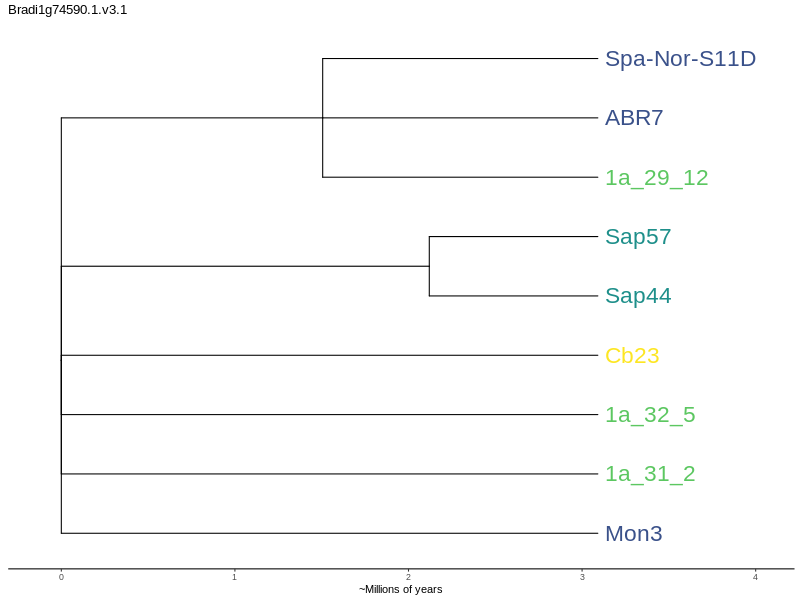 Bradi1g74590.1.v3.1
Spa-Nor-S11D
ABR7
1a_29_12
Sap57
Sap44
Cb23
1a_32_5
1a_31_2
Mon3
0 1 2 3 4
~Millions of years